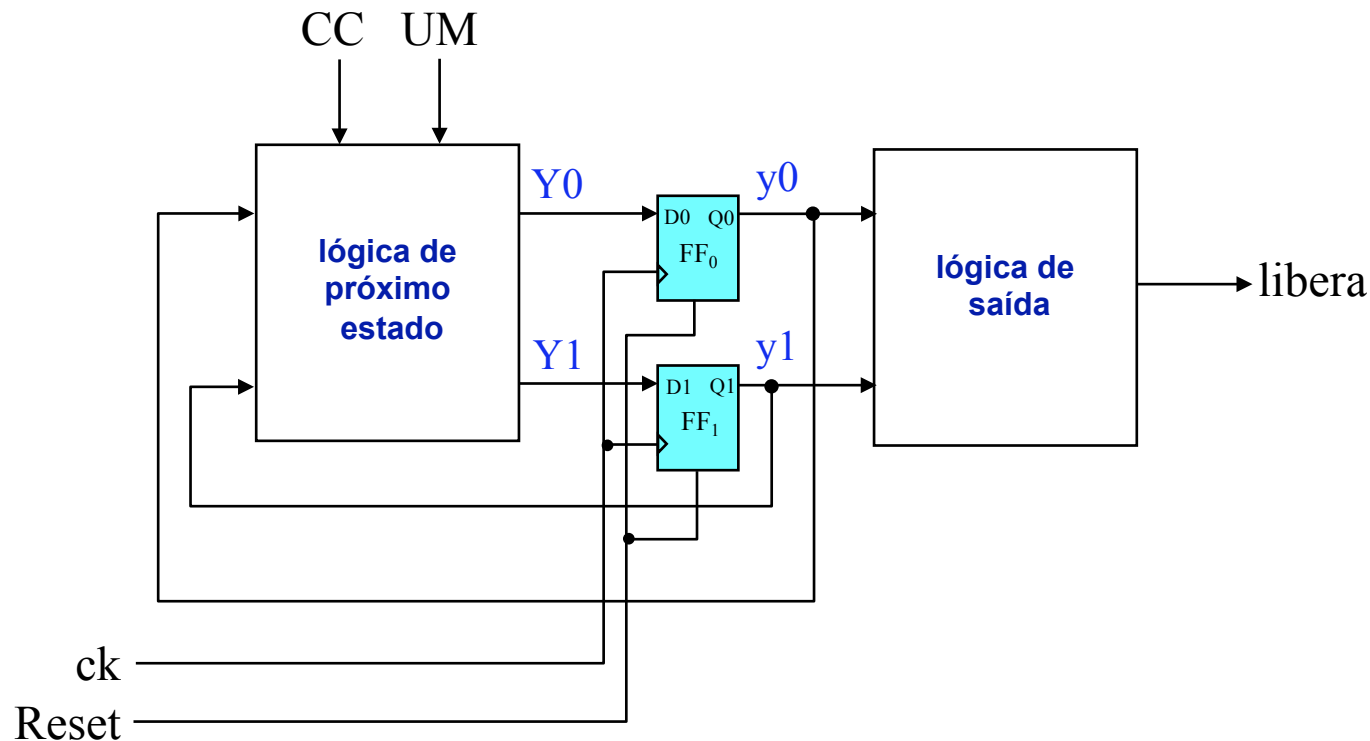 CC UM
Y0
y0
D0 Q0
FF0
lógica de
próximo
estado
lógica de
saída
libera
Y1
y1
D1 Q1
FF1
ck
Reset